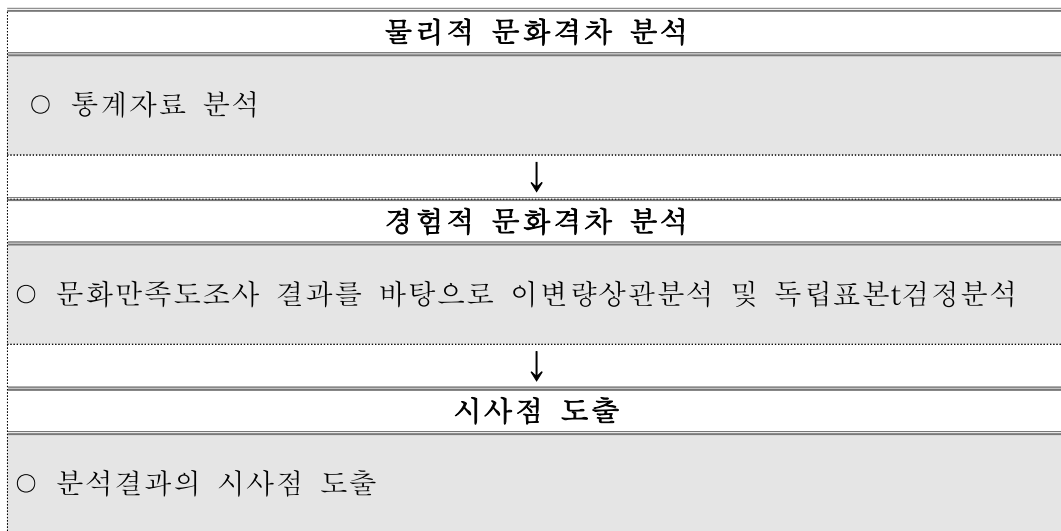 물리적 문화격차 분석
○ 통계자료 분석
↓
경험적 문화격차 분석
○ 문화만족도조사 결과를 바탕으로 이변량상관분석 및 독립표본t검정분석
↓
시사점 도출
○ 분석결과의 시사점 도출